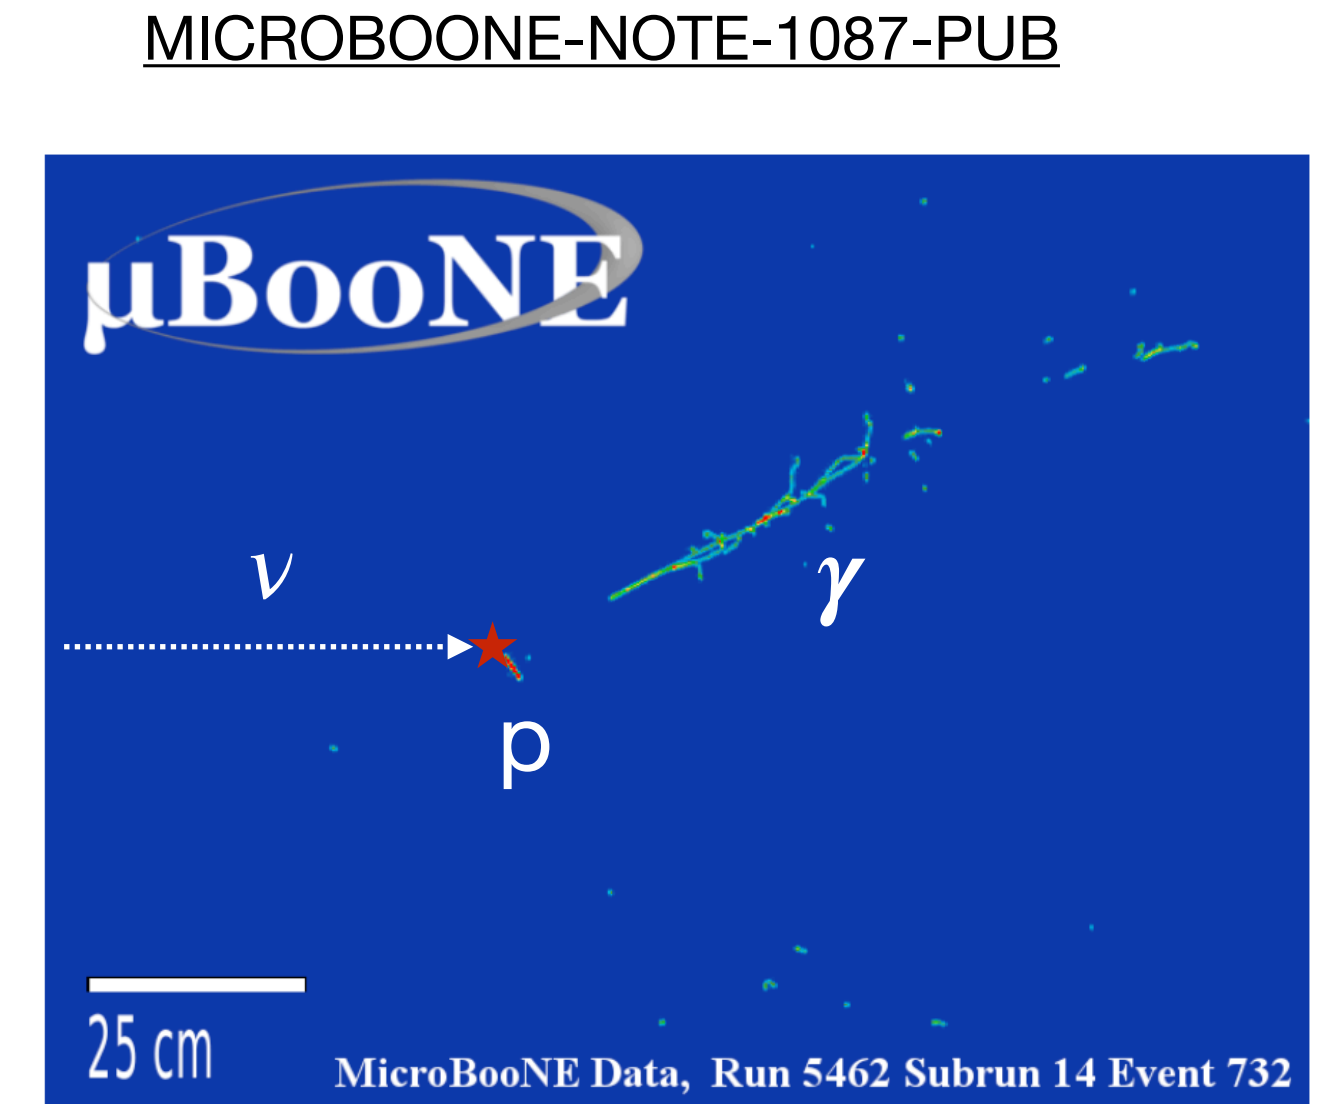 MICROBOONE-NOTE-1087-PUB
µBooNE
ν
γ
p
25 cm
MicroBooNE Data, Run 5462 Subrun 14 Event 732